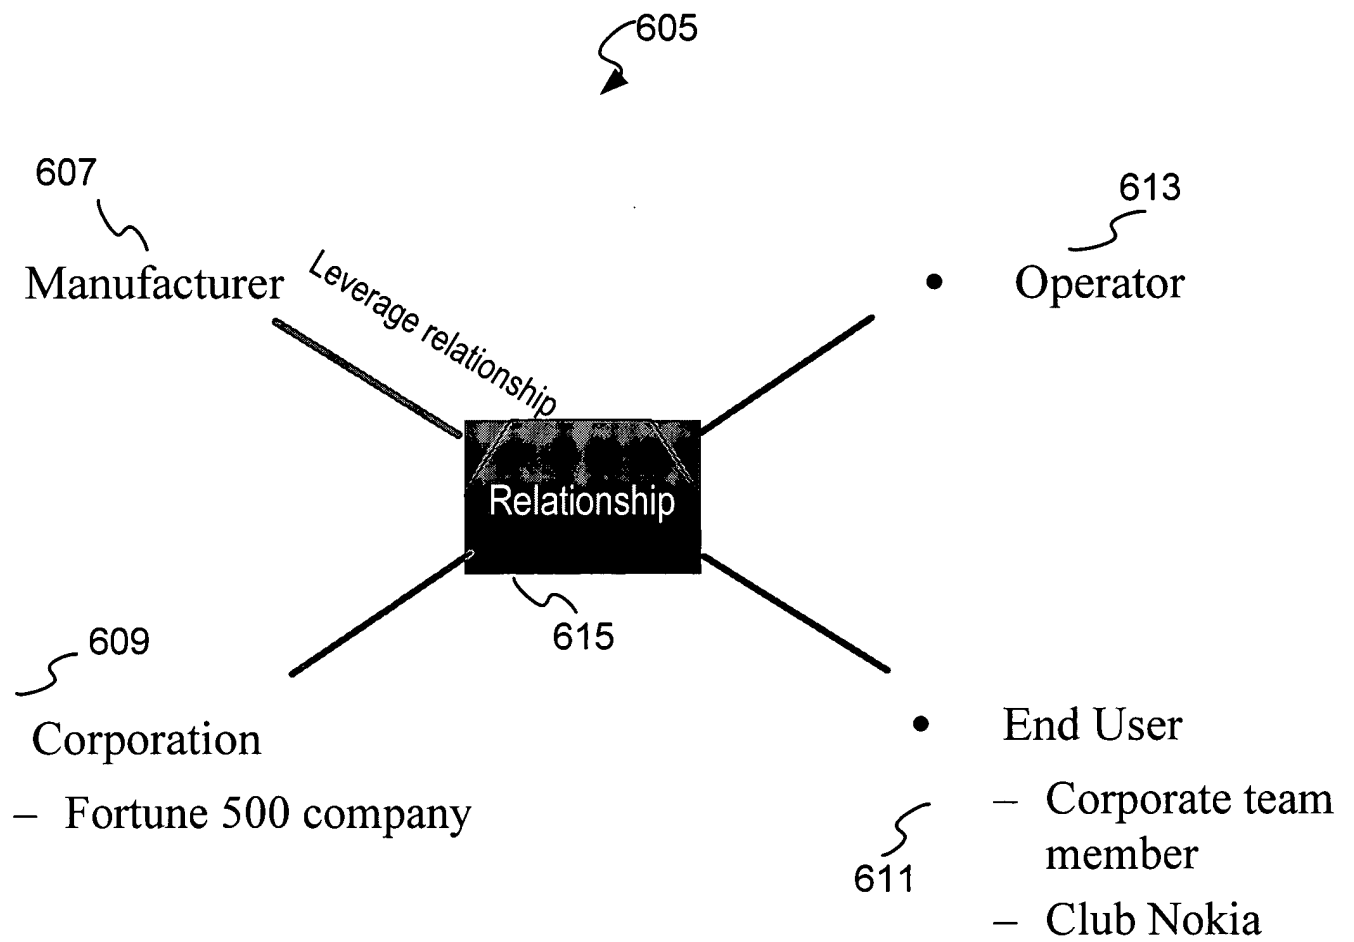 605
607
613
Manufacturer
Leverage relationship
• Operator
Relationship
615
609
Corporation
– Fortune 500 company
• End User
– Corporate team
member
611
– Club Nokia